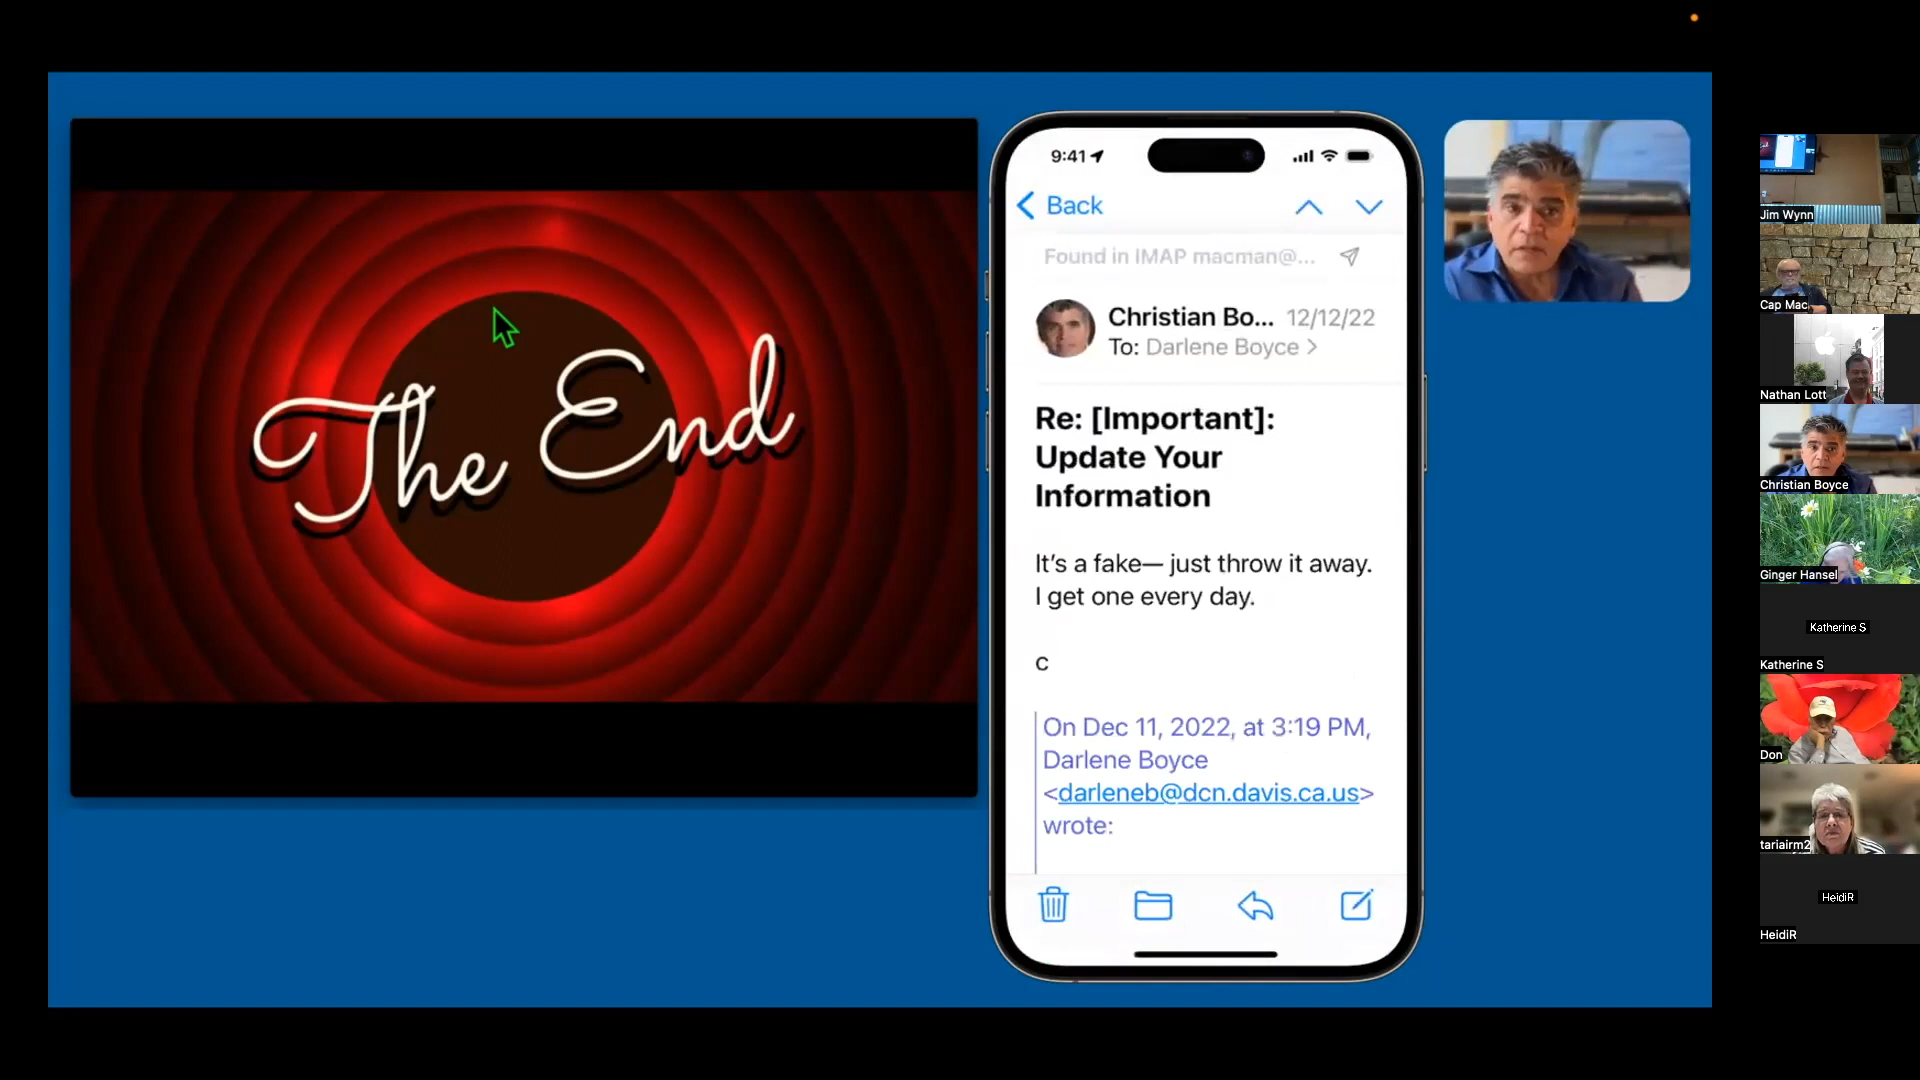 The End
9:41
Back
Found in IMAP macman@...
Christian Bo... 12/12/22
To: Darlene Boyce >
Re: [Important]:
Update Your
Information
It's a fake— just throw it away.
I get one every day.
c
On Dec 11, 2022, at 3:19 PM,
Darlene Boyce
<darleneb@dcn.davis.ca.us>
wrote:
Jim Wynn
Cap Mac
Nathan Lott
Christian Boyce
Ginger Hansel
Katherine S
Katherine S
Don
tariairm2
HeidiR
HeidiR